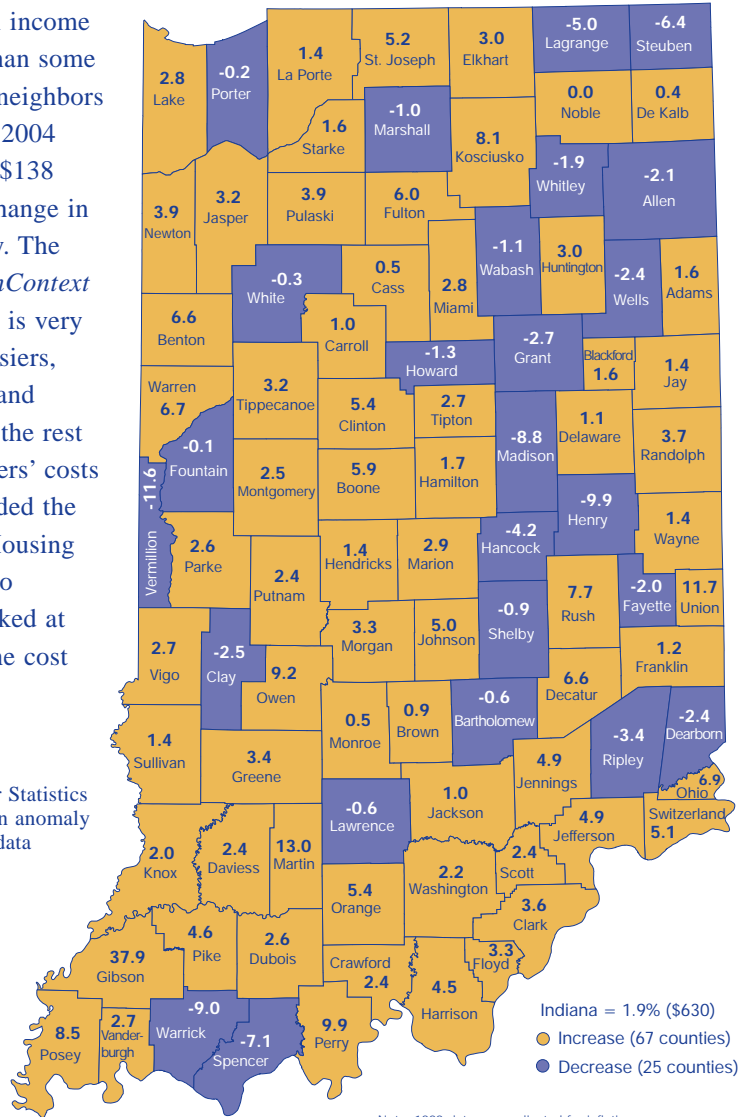 income
than some
neighbors
2004
$138
hange in
y. The
nContext
is very
siers,
and
the rest
ers’ costs
ded the
Housing
o
ked at
he cost
r Statistics
n anomaly
data
2.8
Lake
-0.2
Porter
1.4
La Porte
5.2
St. Joseph
3.0
Elkhart
-5.0
Lagrange
-6.4
Steuben
0.0
Noble
0.4
De Kalb
1.6
Starke
-1.0
Marshall
8.1
Kosciusko
-1.9
Whitley
-2.1
Allen
3.9
Newton
3.2
Jasper
3.9
Pulaski
6.0
Fulton
-1.1
Wabash
3.0
Huntington
-2.4
Wells
1.6
Adams
-0.3
White
0.5
Cass
2.8
Miami
6.6
Benton
1.0
Carroll
-1.3
Howard
-2.7
Grant
Blackford
1.6
1.4
Jay
Warren
6.7
3.2
Tippecanoe
5.4
Clinton
2.7
Tipton
-8.8
Madison
1.1
Delaware
3.7
Randolph
-0.1
Fountain
-11.6
Vermillion
2.5
Montgomery
5.9
Boone
1.7
Hamilton
-9.9
Henry
1.4
Wayne
2.6
Parke
2.4
Putnam
1.4
Hendricks
2.9
Marion
-4.2
Hancock
7.7
Rush
-2.0
Fayette
11.7
Union
2.7
Vigo
-2.5
Clay
9.2
Owen
3.3
Morgan
5.0
Johnson
-0.9
Shelby
1.2
Franklin
6.6
Decatur
1.4
Sullivan
3.4
Greene
0.5
Monroe
0.9
Brown
-0.6
Bartholomew
-3.4
Ripley
-2.4
Dearborn
4.9
Jennings
6.9
Ohio
Switzerland
5.1
4.9
Jefferson
-0.6
Lawrence
1.0
Jackson
2.0
Knox
2.4
Daviess
13.0
Martin
2.2
Washington
2.4
Scott
5.4
Orange
3.6
Clark
37.9
Gibson
4.6
Pike
2.6
Dubois
Crawford
2.4
3.3
Floyd
4.5
Harrison
8.5
Posey
2.7
Vander-
burgh
-9.0
Warrick
-7.1
Spencer
9.9
Perry
Indiana = 1.9% ($630)
Increase (67 counties)
Decrease (25 counties)